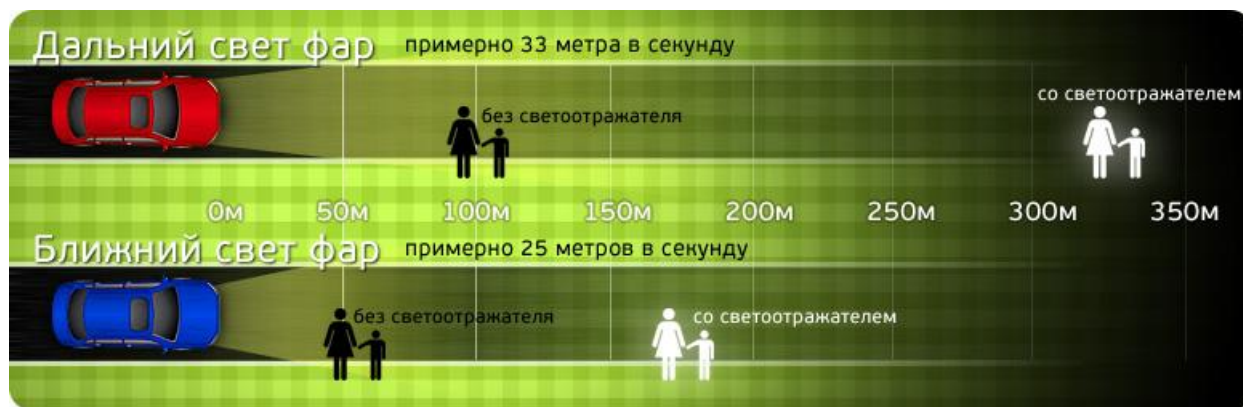 Дальний свет фар примерно 33 метра в секунду
со светоотражателем
без светоотражателя
0м 50м 100м 150м 200м 250м 300м 350м
Ближний свет фар примерно 25 метров в секунду
без светоотражателя со светоотражателем